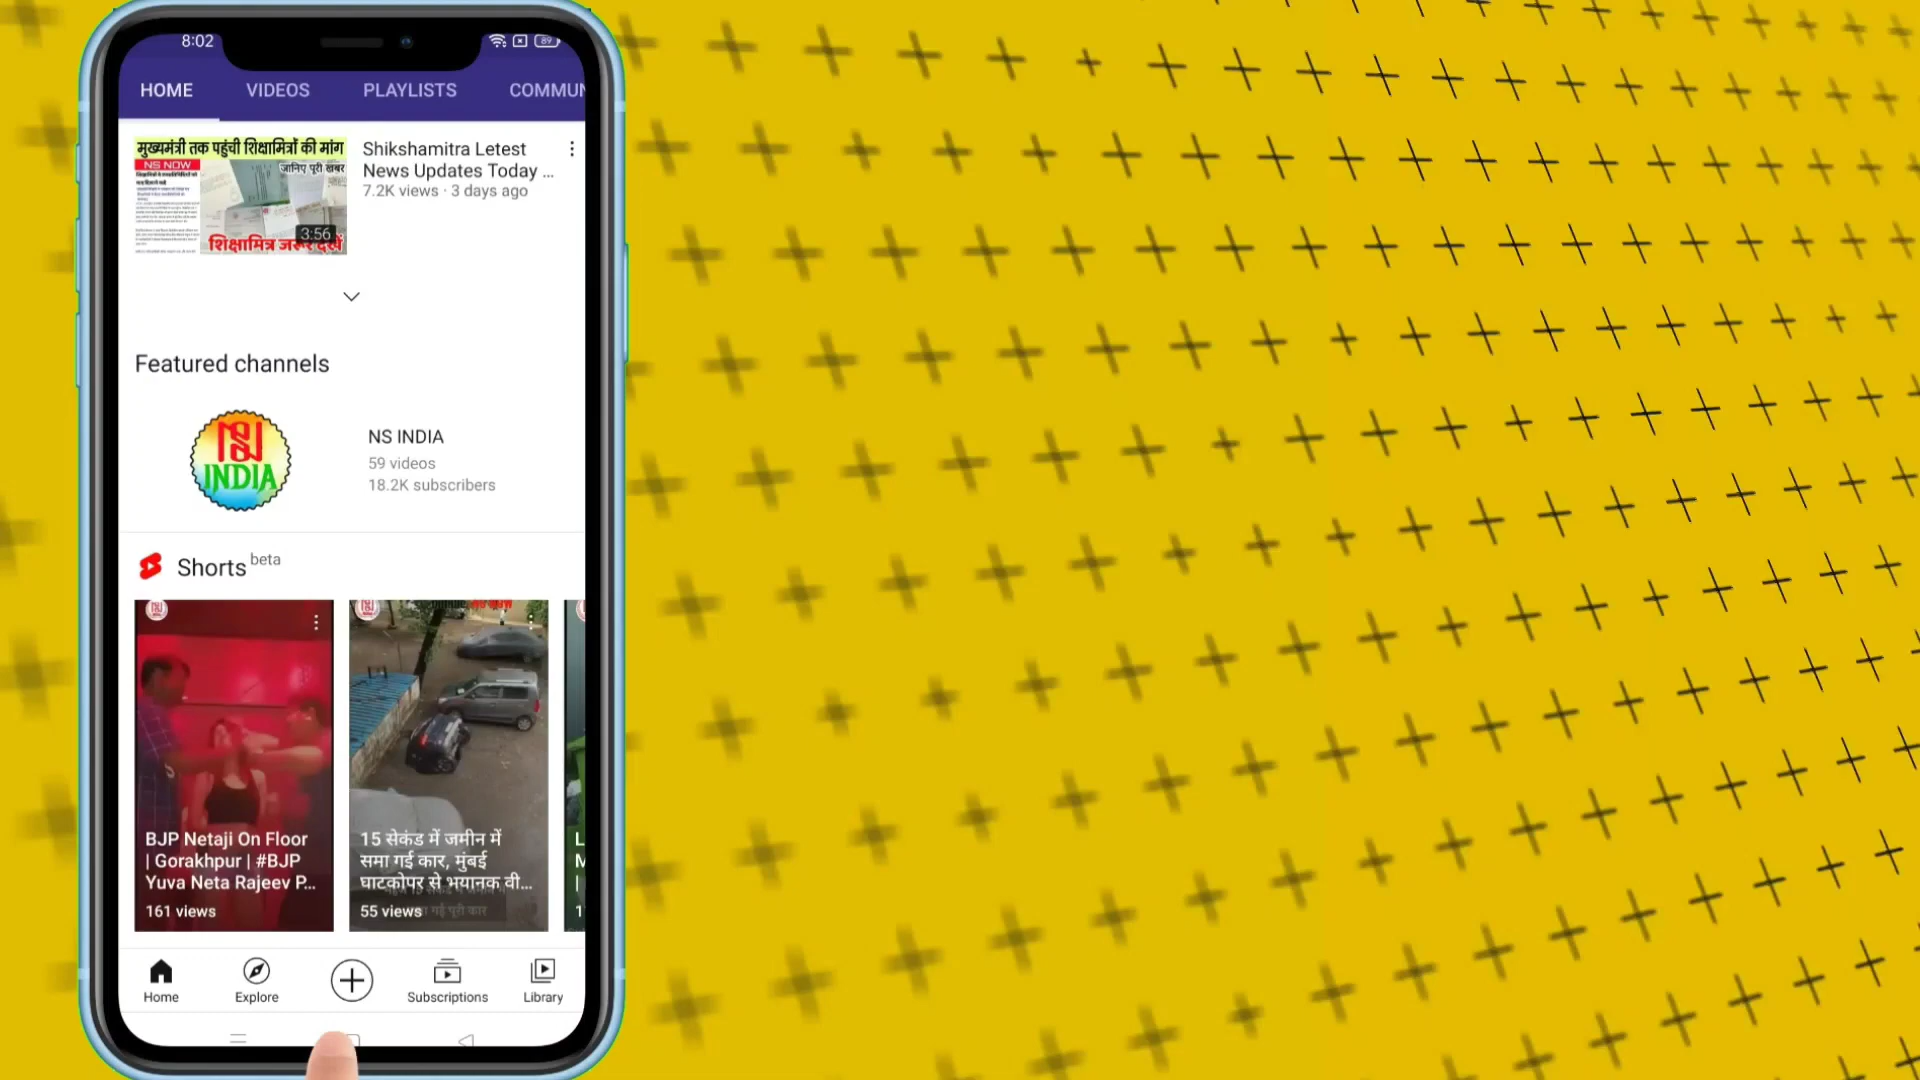 8:02
89
HOME
VIDEOS
PLAYLISTS
COMMUN
मुख्यमंत्री तक पहुंची शिक्षामित्रों की मांग
NS NOW
जानिए पूरी खबर
3:56
शिक्षामित्र जरूर देखें
Shikshamitra Letest
News Updates Today ...
7.2K views · 3 days ago
Featured channels
INDIA
NS INDIA
59 videos
18.2K subscribers
Shorts beta
BJP Netaji On Floor
| Gorakhpur | #BJP
Yuva Neta Rajeev P...
161 views
15 सेकंड में जमीन में
समा गई कार, मुंबई
घाटकोपर से भयानक वी...
55 views
L
M
|
1
Home
Explore
Subscriptions
Library